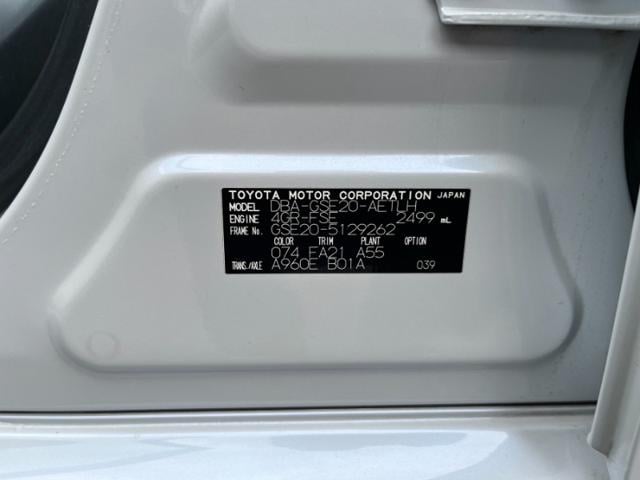 TOYOTA MOTOR CORPORATION JAPAN
MODEL DBA-GSE20-AETLH
ENGINE 4GR-FSE 2499 mL
FRAME No. GSE20-5129262
COLOR TRIM PLANT OPTION
074 FA21 A55
TRANS./AXLE A960E B01A 039